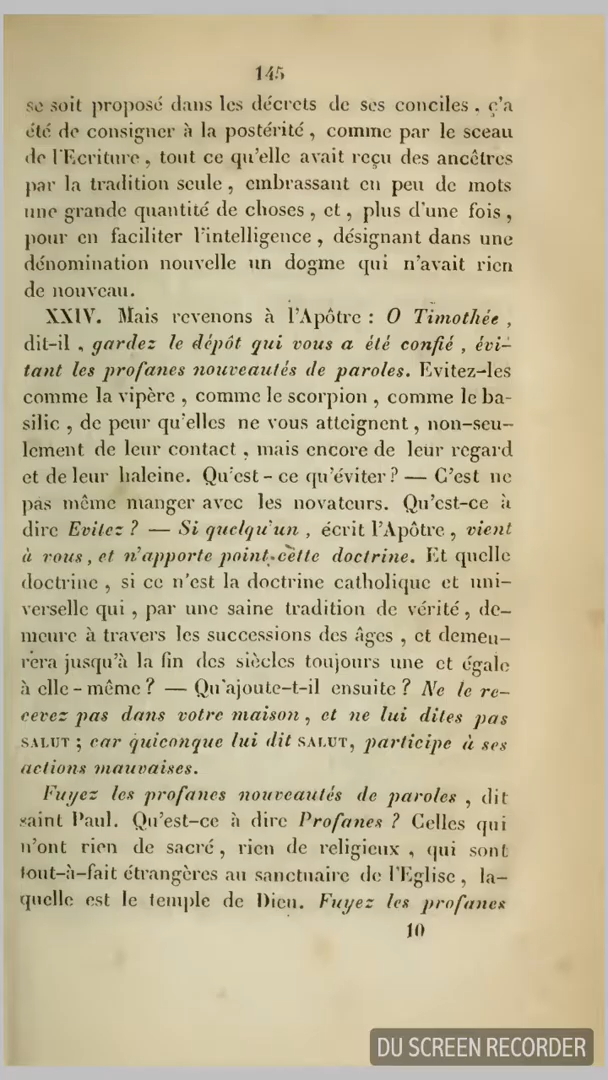 145
se soit proposé dans les décrets de ses conciles , ç'a
été de consigner à la postérité , comme par le sceau
de l'Ecriture , tout ce qu'elle avait reçu des ancêtres
par la tradition seule , embrassant en peu de mots
une grande quantité de choses , et , plus d'une fois ,
pour en faciliter l'intelligence , désignant dans une
dénomination nouvelle un dogme qui n'avait rien
de nouveau.
XXIV. Mais revenons à l'Apôtre : O Timothée ,
dit-il , gardez le dépôt qui vous a été confié , évi-
tant les profanes nouveautés de paroles. Evitez-les
comme la vipère , comme le scorpion , comme le ba-
silic , de peur qu'elles ne vous atteignent , non-seu-
lement de leur contact , mais encore de leur regard
et de leur haleine. Qu'est-ce qu'éviter ? — C'est ne
pas même manger avec les novateurs. Qu'est-ce à
dire Evitez ? — Si quelqu'un , écrit l'Apôtre , vient
à vous , et n'apporte point cette doctrine. Et quelle
doctrine , si ce n'est la doctrine catholique et uni-
verselle qui , par une saine tradition de vérité , de-
meure à travers les successions des âges , et demeu-
rera jusqu'à la fin des siècles toujours une et égale
à elle-même ? — Qu'ajoute-t-il ensuite ? Ne le re-
cevez pas dans votre maison , et ne lui dites pas
SALUT ; car quiconque lui dit SALUT, participe à ses
actions mauvaises.
Fuyez les profanes nouveautés de paroles , dit
saint Paul. Qu'est-ce à dire Profanes ? Celles qui
n'ont rien de sacré , rien de religieux , qui sont
tout-à-fait étrangères au sanctuaire de l'Eglise , la-
quelle est le temple de Dieu. Fuyez les profanes
10
DU SCREEN RECORDER